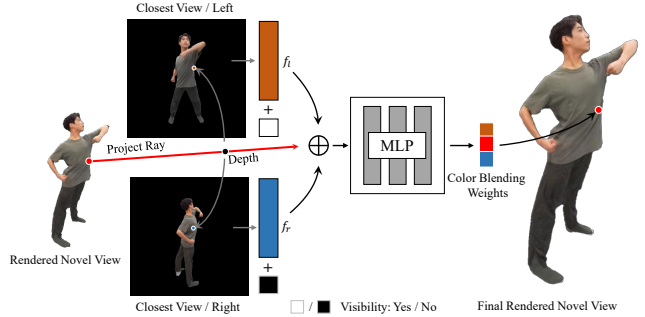 Closest View / Left
f_l
+
Project Ray
Depth
MLP
Color Blending
Weights
f_r
+
Rendered Novel View
Closest View / Right
/ Visibility: Yes / No
Final Rendered Novel View